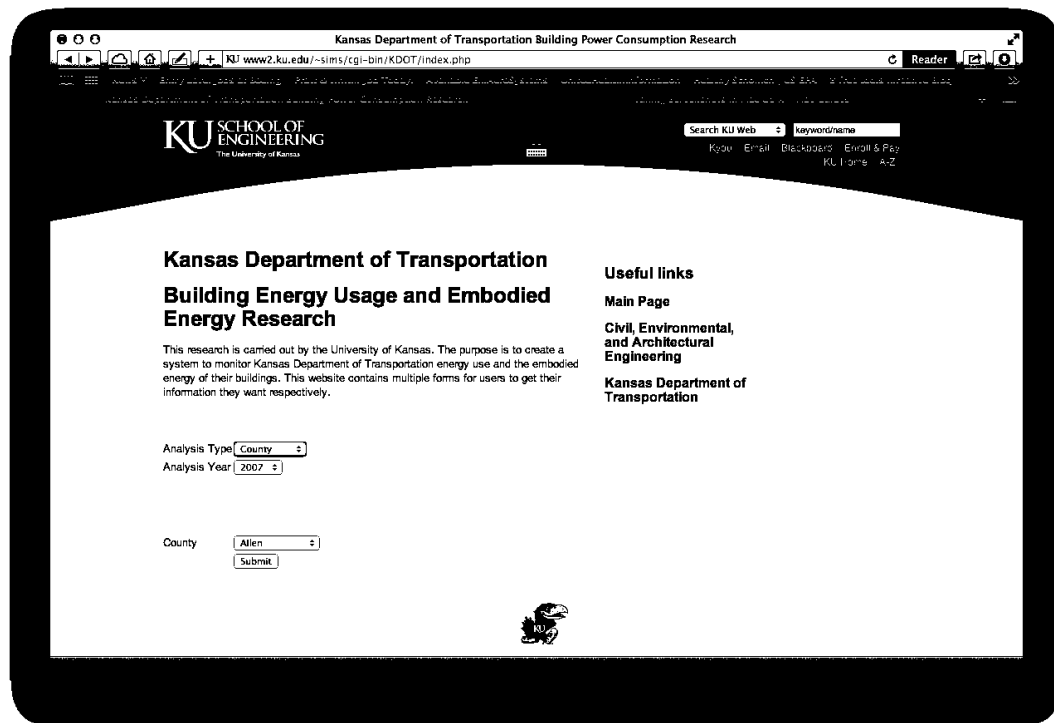 Kansas Department of Transportation Building Power Consumption Research
KU www2.ku.edu/~sims/cgi-bin/KDOT/index.php
Reader
KU SCHOOL OF
ENGINEERING
The University of Kansas
Search KU Web
keyword/name
Kyou Email Blackboard Enroll & Pay
KU Home A-Z
Kansas Department of Transportation
Building Energy Usage and Embodied
Energy Research
This research is carried out by the University of Kansas. The purpose is to create a
system to monitor Kansas Department of Transportation energy use and the embodied
energy of their buildings. This website contains multiple forms for users to get their
information they want respectively.
Useful links
Main Page
Civil, Environmental,
and Architectural
Engineering
Kansas Department of
Transportation
Analysis Type County
Analysis Year 2007
County Allen
Submit
KU